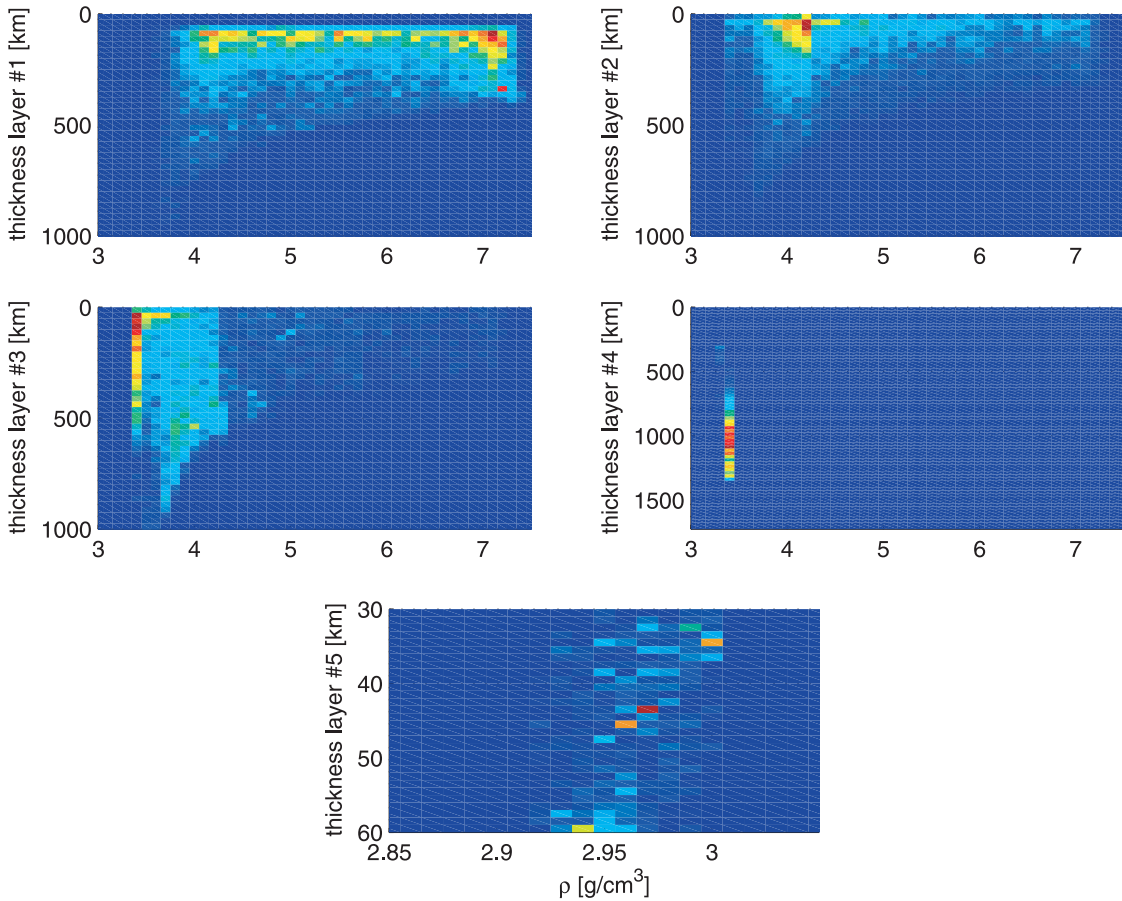 thickness layer #1 [km]
0
500
1000
3 4 5 6 7
thickness layer #2 [km]
0
500
1000
3 4 5 6 7
thickness layer #3 [km]
0
500
1000
3 4 5 6 7
thickness layer #4 [km]
0
500
1000
1500
3 4 5 6 7
thickness layer #5 [km]
30
40
50
60
2.85 2.9 2.95 3
ρ [g/cm³]